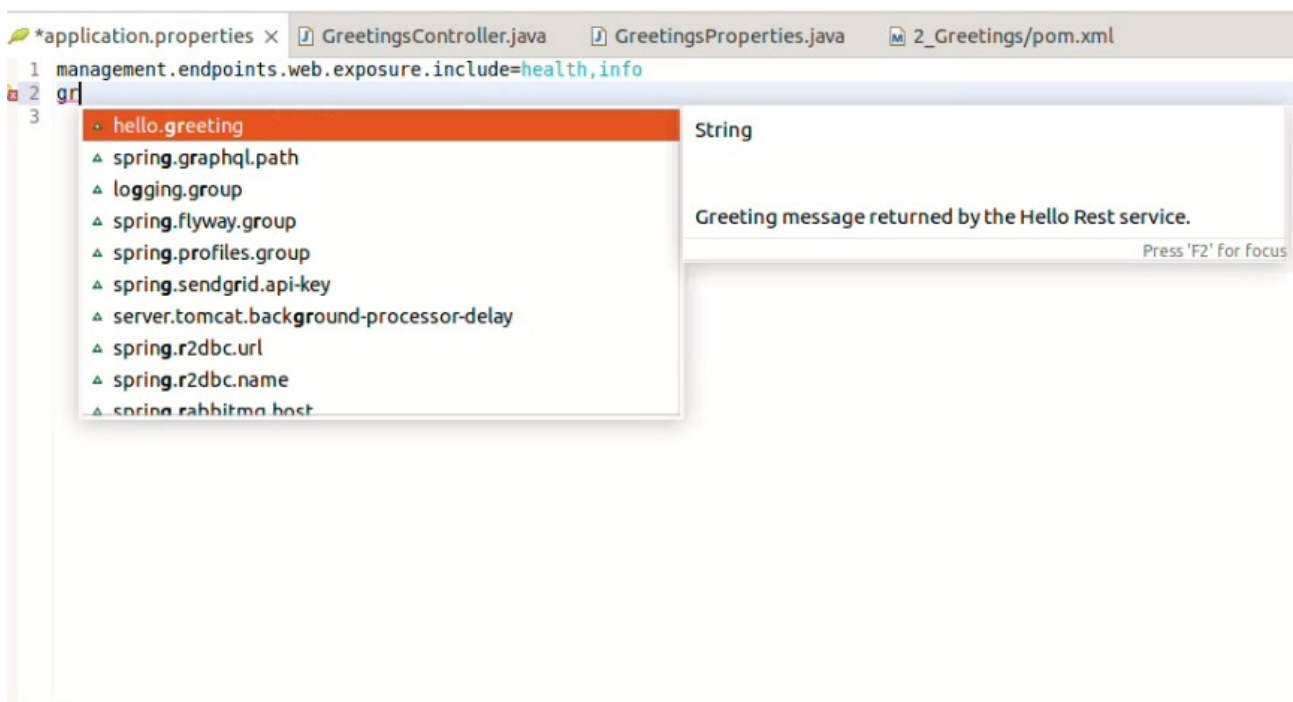 *application.properties GreetingsController.java GreetingsProperties.java 2_Greetings/pom.xml
1 management.endpoints.web.exposure.include=health,info
2 gr
3
hello.greeting
spring.graphql.path
logging.group
spring.flyway.group
spring.profiles.group
spring.sendgrid.api-key
server.tomcat.background-processor-delay
spring.r2dbc.url
spring.r2dbc.name
spring.rabbitmq.host
String
Greeting message returned by the Hello Rest service.
Press 'F2' for focus